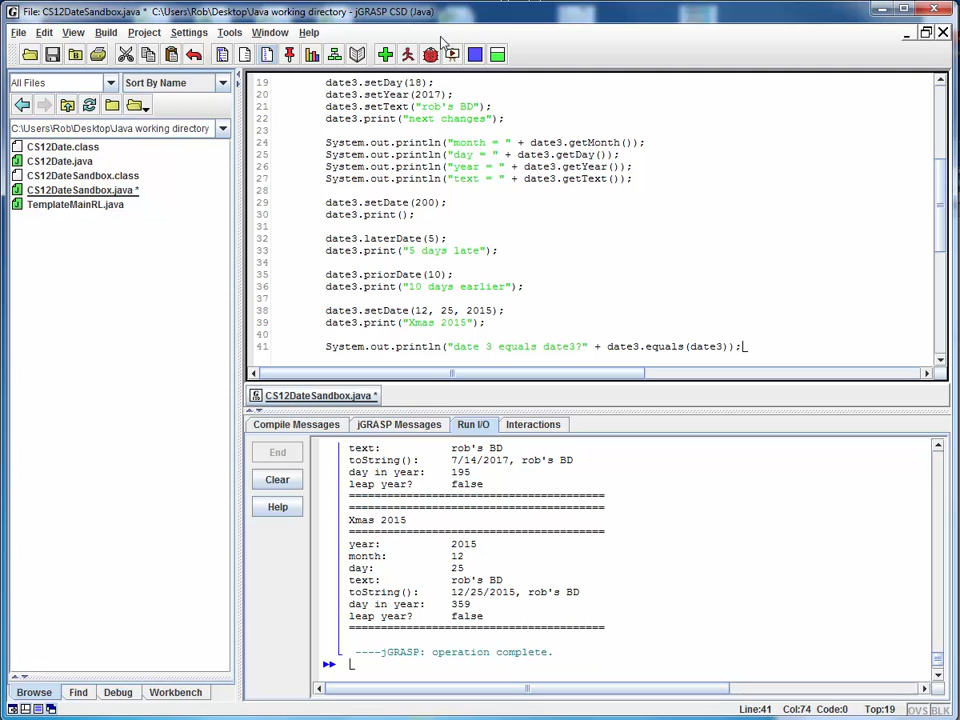 File: CS12DateSandbox.java *  C:\Users\Rob\Desktop\Java working directory - jGRASP CSD (Java)
File Edit View Build Project Settings Tools Window Help
All Files Sort By Name
C:\Users\Rob\Desktop\Java working directory
CS12Date.class
CS12Date.java
CS12DateSandbox.class
CS12DateSandbox.java *
TemplateMainRL.java
Browse Find Debug Workbench
19 date3.setDay(18);
20 date3.setYear(2017);
21 date3.setText("rob's BD");
22 date3.print("next changes");
23
24 System.out.println("month = " + date3.getMonth());
25 System.out.println("day = " + date3.getDay());
26 System.out.println("year = " + date3.getYear());
27 System.out.println("text = " + date3.getText());
28
29 date3.setDate(200);
30 date3.print();
31
32 date3.laterDate(5);
33 date3.print("5 days late");
34
35 date3.priorDate(10);
36 date3.print("10 days earlier");
37
38 date3.setDate(12, 25, 2015);
39 date3.print("Xmas 2015");
40
41 System.out.println("date 3 equals date3?" + date3.equals(date3));
CS12DateSandbox.java *
Compile Messages jGRASP Messages Run I/O Interactions
End
Clear
Help
text: rob's BD
toString(): 7/14/2017, rob's BD
day in year: 195
leap year? false
========================================
========================================
Xmas 2015
========================================
year: 2015
month: 12
day: 25
text: rob's BD
toString(): 12/25/2015, rob's BD
day in year: 359
leap year? false
========================================
----jGRASP: operation complete.
Line:41 Col:74 Code:0 Top:19 OVS BLK